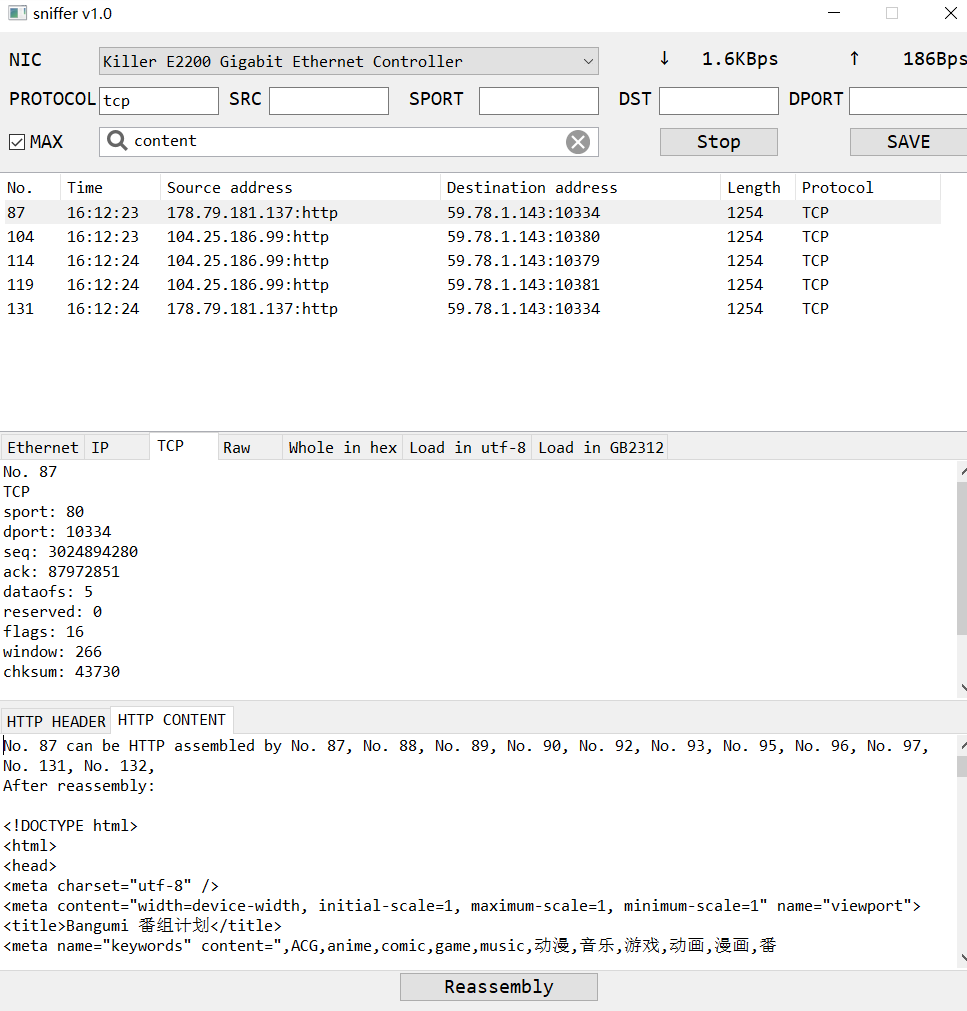 sniffer v1.0
NIC Killer E2200 Gigabit Ethernet Controller ↓ 1.6KBps ↑ 186Bps
PROTOCOL tcp SRC SPORT DST DPORT
MAX content Stop SAVE
No. Time Source address Destination address Length Protocol
87 16:12:23 178.79.181.137:http 59.78.1.143:10334 1254 TCP
104 16:12:23 104.25.186.99:http 59.78.1.143:10380 1254 TCP
114 16:12:24 104.25.186.99:http 59.78.1.143:10379 1254 TCP
119 16:12:24 104.25.186.99:http 59.78.1.143:10381 1254 TCP
131 16:12:24 178.79.181.137:http 59.78.1.143:10334 1254 TCP
Ethernet IP TCP Raw Whole in hex Load in utf-8 Load in GB2312
No. 87
TCP
sport: 80
dport: 10334
seq: 3024894280
ack: 87972851
dataofs: 5
reserved: 0
flags: 16
window: 266
chksum: 43730
HTTP HEADER HTTP CONTENT
No. 87 can be HTTP assembled by No. 87, No. 88, No. 89, No. 90, No. 92, No. 93, No. 95, No. 96, No. 97,
No. 131, No. 132,
After reassembly:
<!DOCTYPE html>
<html>
<head>
<meta charset="utf-8" />
<meta content="width=device-width, initial-scale=1, maximum-scale=1, minimum-scale=1" name="viewport">
<title>Bangumi 番组计划</title>
<meta name="keywords" content=",ACG,anime,comic,game,music,动漫,音乐,游戏,动画,漫画,番
Reassembly